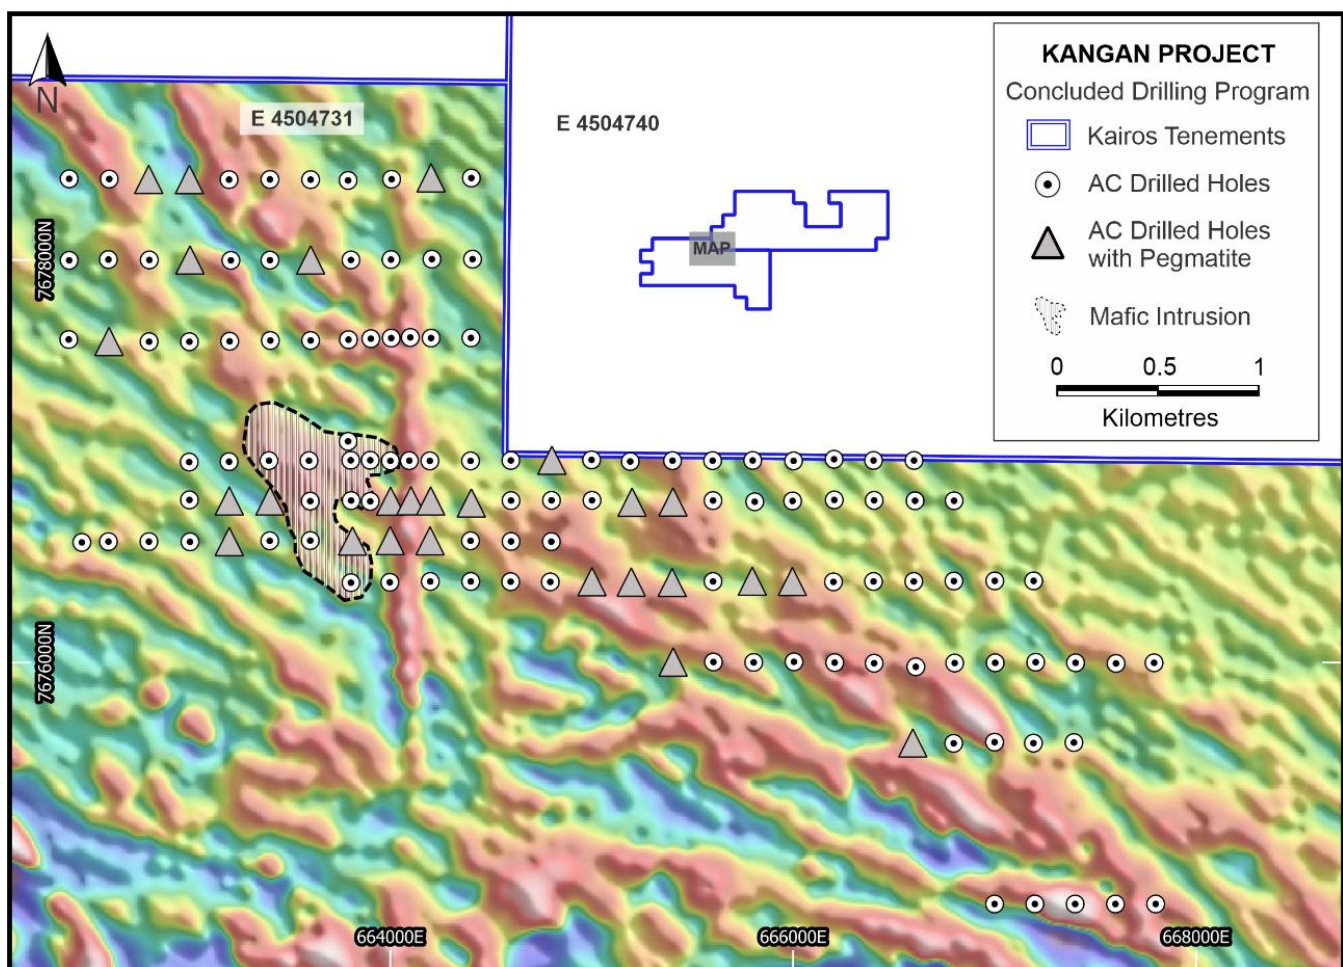 N
E 4504731
E 4504740
MAP
KANGAN PROJECT
Concluded Drilling Program
Kairos Tenements
AC Drilled Holes
AC Drilled Holes
with Pegmatite
Mafic Intrusion
0 0.5 1
Kilometres
7678000N
7676000N
664000E
666000E
668000E